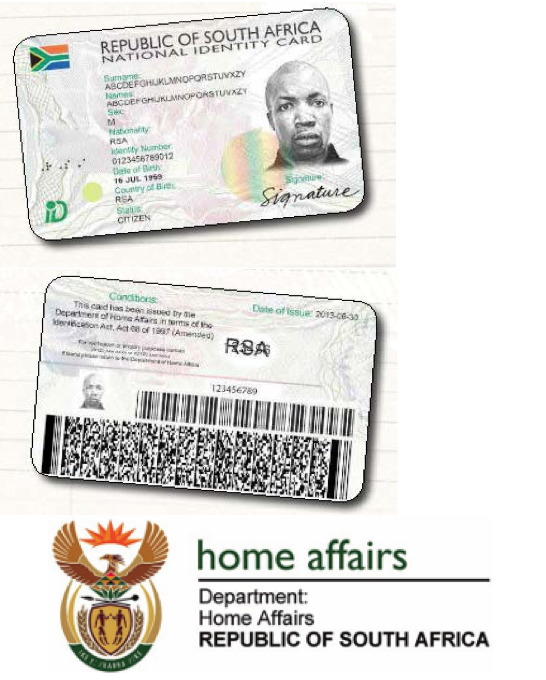 REPUBLIC OF SOUTH AFRICA
NATIONAL IDENTITY CARD
Surname:
ABCDEFGHIJKLMNOPQRSTUVXZY
Names:
ABCDEFGHIJKLMNOPQRSTUVXZY
Sex:
M
Nationality:
RSA
Identity Number:
0123456789012
Date of Birth:
16 JUL 1959
Country of Birth:
RSA
Status:
CITIZEN
Signature
Signature
iD
Conditions:
This card has been issued by the
Department of Home Affairs in terms of the
Identification Act, Act 68 of 1997 (Amended)
Date of Issue: 2013-06-30
RSA
123456789
home affairs
Department:
Home Affairs
REPUBLIC OF SOUTH AFRICA